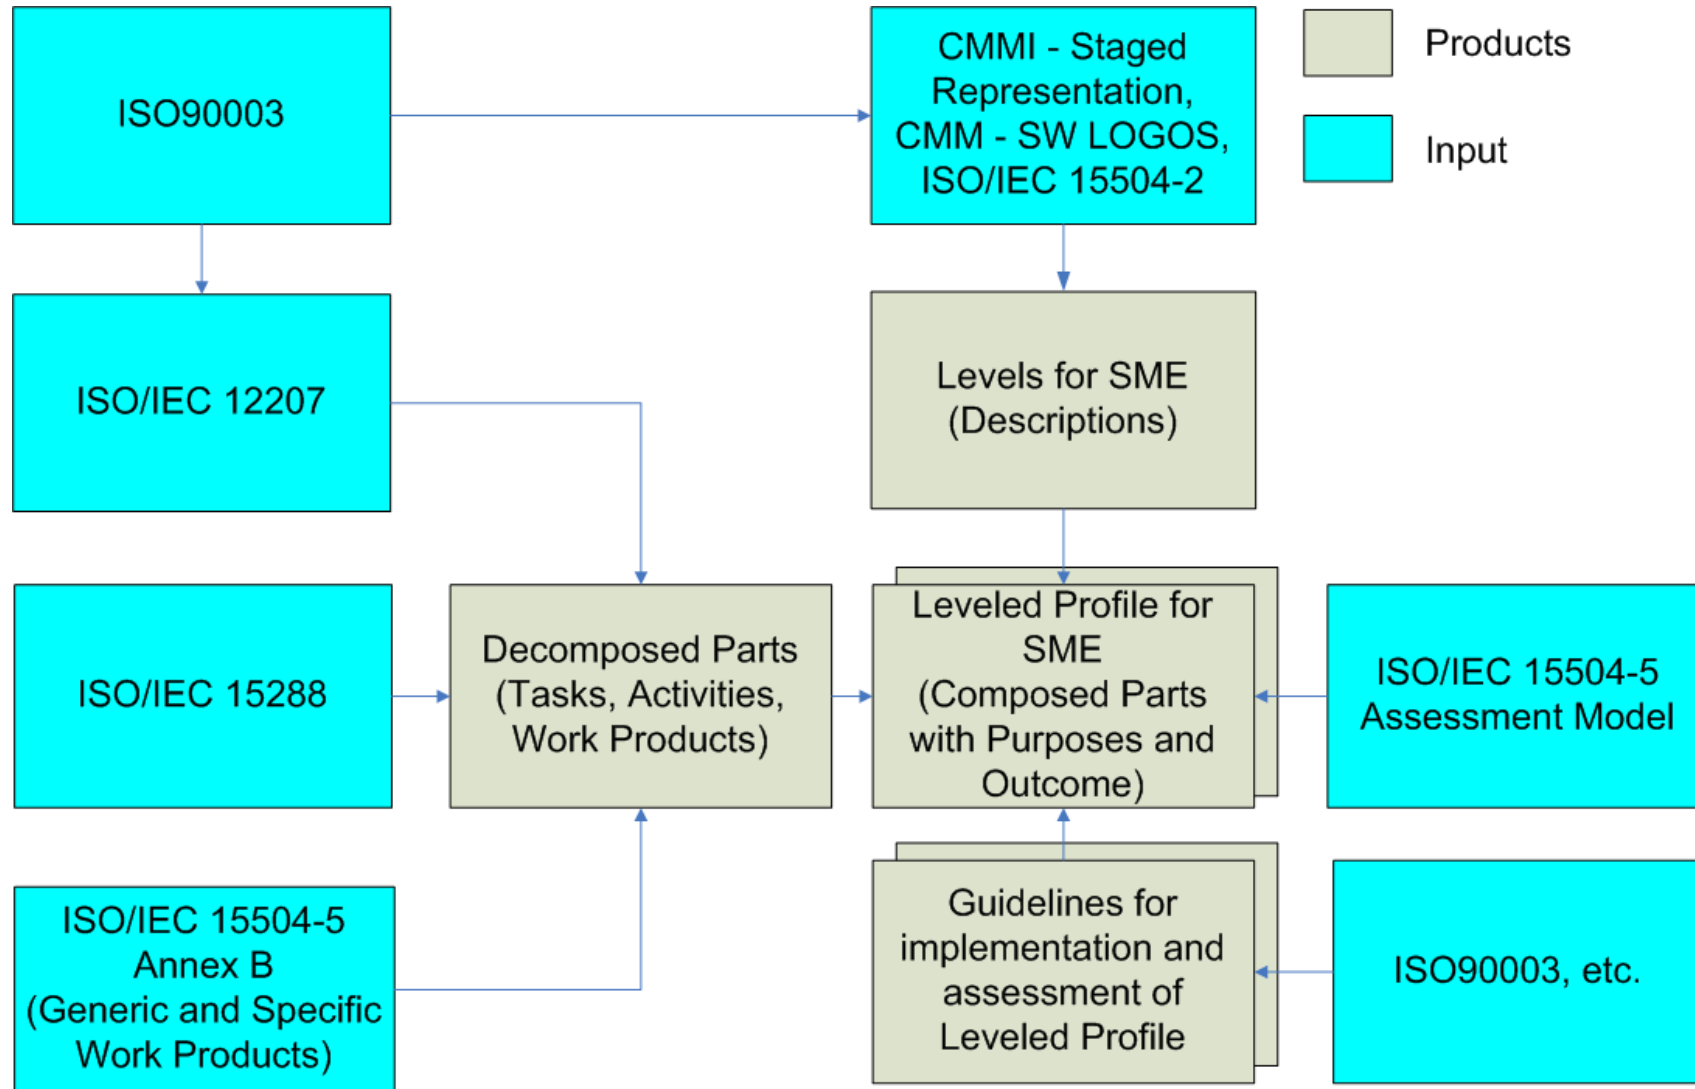 ISO90003
CMMI - Staged
Representation,
CMM - SW LOGOS,
ISO/IEC 15504-2
Products
Input
ISO/IEC 12207
Levels for SME
(Descriptions)
ISO/IEC 15288
Decomposed Parts
(Tasks, Activities,
Work Products)
Leveled Profile for
SME
(Composed Parts
with Purposes and
Outcome)
ISO/IEC 15504-5
Assessment Model
ISO/IEC 15504-5
Annex B
(Generic and Specific
Work Products)
Guidelines for
implementation and
assessment of
Leveled Profile
ISO90003, etc.